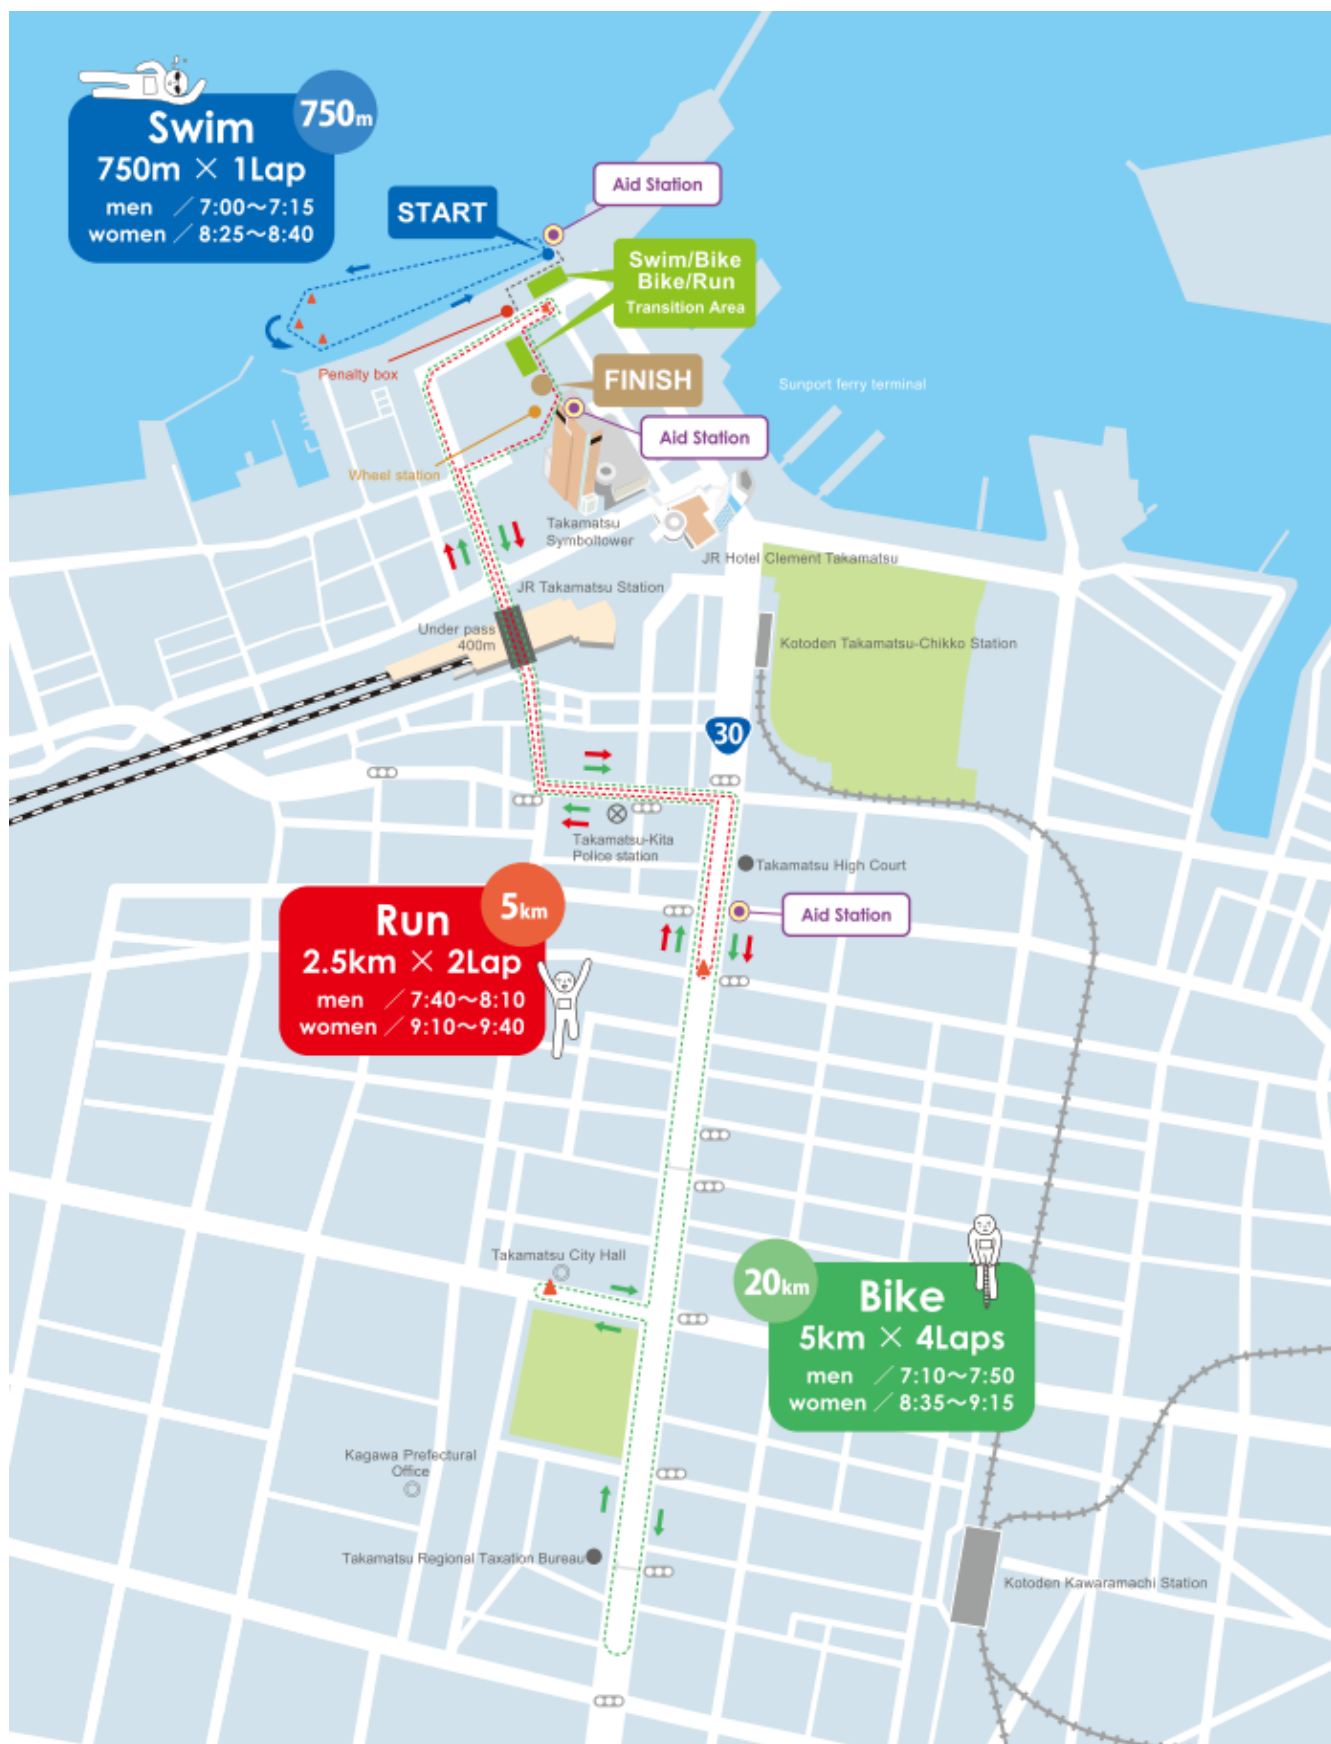 Swim
750m
750m × 1Lap
men ／7:00～7:15
women／8:25～8:40
START
Aid Station
Swim/Bike
Bike/Run
Transition Area
Penalty box
FINISH
Sunport ferry terminal
Aid Station
Wheel station
Takamatsu
Symboltower
JR Hotel Clement Takamatsu
JR Takamatsu Station
Under pass
400m
Kotoden Takamatsu-Chikko Station
30
Takamatsu-Kita
Police station
Takamatsu High Court
Aid Station
Run
5km
2.5km × 2Lap
men ／7:40～8:10
women／9:10～9:40
Takamatsu City Hall
20km
Bike
5km × 4Laps
men ／7:10～7:50
women／8:35～9:15
Kagawa Prefectural
Office
Takamatsu Regional Taxation Bureau
Kotoden Kawaramachi Station